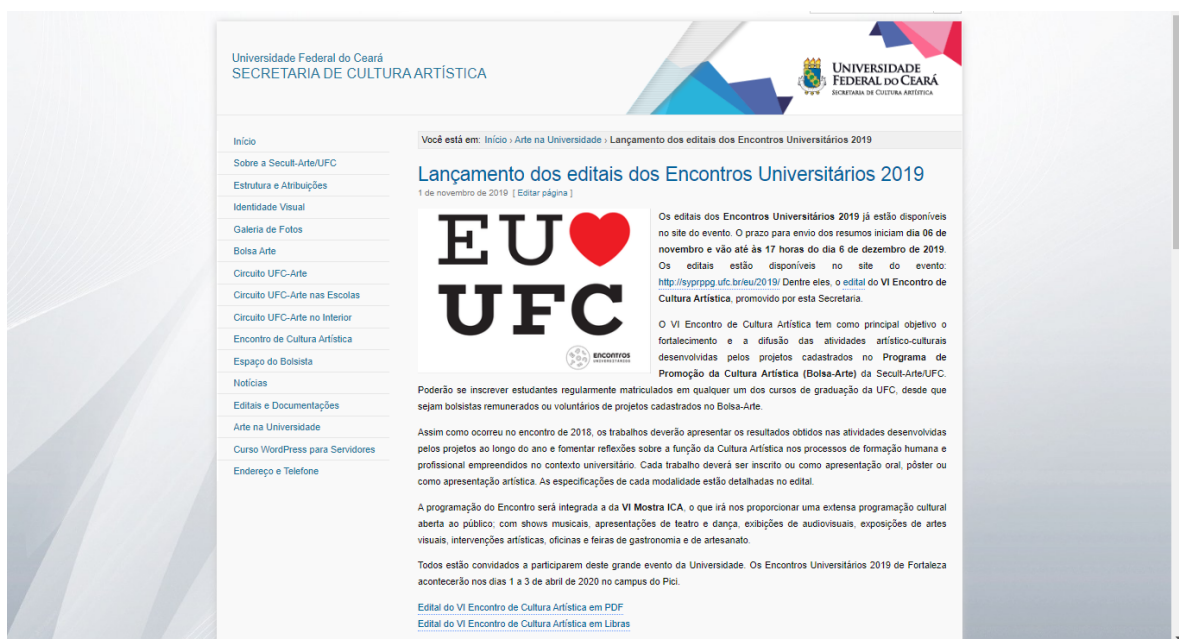 Universidade Federal do Ceará
SECRETARIA DE CULTURA ARTÍSTICA
UNIVERSIDADE
FEDERAL DO CEARÁ
SECRETARIA DE CULTURA ARTÍSTICA
Início
Sobre a Secult-Arte/UFC
Estrutura e Atribuições
Identidade Visual
Galeria de Fotos
Bolsa Arte
Circuito UFC-Arte
Circuito UFC-Arte nas Escolas
Circuito UFC-Arte no Interior
Encontro de Cultura Artística
Espaço do Bolsista
Notícias
Editais e Documentações
Arte na Universidade
Curso WordPress para Servidores
Endereço e Telefone
Você está em: Início › Arte na Universidade › Lançamento dos editais dos Encontros Universitários 2019
Lançamento dos editais dos Encontros Universitários 2019
1 de novembro de 2019 [ Editar página ]
EU
UFC
ENCONTROS
UNIVERSITÁRIOS
Os editais dos Encontros Universitários 2019 já estão disponíveis
no site do evento. O prazo para envio dos resumos iniciam dia 06 de
novembro e vão até às 17 horas do dia 6 de dezembro de 2019.
Os editais estão disponíveis no site do evento:
http://syprppg.ufc.br/eu/2019/ Dentre eles, o edital do VI Encontro de
Cultura Artística, promovido por esta Secretaria.
O VI Encontro de Cultura Artística tem como principal objetivo o
fortalecimento e a difusão das atividades artístico-culturais
desenvolvidas pelos projetos cadastrados no Programa de
Promoção da Cultura Artística (Bolsa-Arte) da Secult-Arte/UFC.
Poderão se inscrever estudantes regularmente matriculados em qualquer um dos cursos de graduação da UFC, desde que
sejam bolsistas remunerados ou voluntários de projetos cadastrados no Bolsa-Arte.
Assim como ocorreu no encontro de 2018, os trabalhos deverão apresentar os resultados obtidos nas atividades desenvolvidas
pelos projetos ao longo do ano e fomentar reflexões sobre a função da Cultura Artística nos processos de formação humana e
profissional empreendidos no contexto universitário. Cada trabalho deverá ser inscrito ou como apresentação oral, pôster ou
como apresentação artística. As especificações de cada modalidade estão detalhadas no edital.
A programação do Encontro será integrada a da VI Mostra ICA, o que irá nos proporcionar uma extensa programação cultural
aberta ao público; com shows musicais, apresentações de teatro e dança, exibições de audiovisuais, exposições de artes
visuais, intervenções artísticas, oficinas e feiras de gastronomia e de artesanato.
Todos estão convidados a participarem deste grande evento da Universidade. Os Encontros Universitários 2019 de Fortaleza
acontecerão nos dias 1 a 3 de abril de 2020 no campus do Pici.
Edital do VI Encontro de Cultura Artística em PDF
Edital do VI Encontro de Cultura Artística em Libras